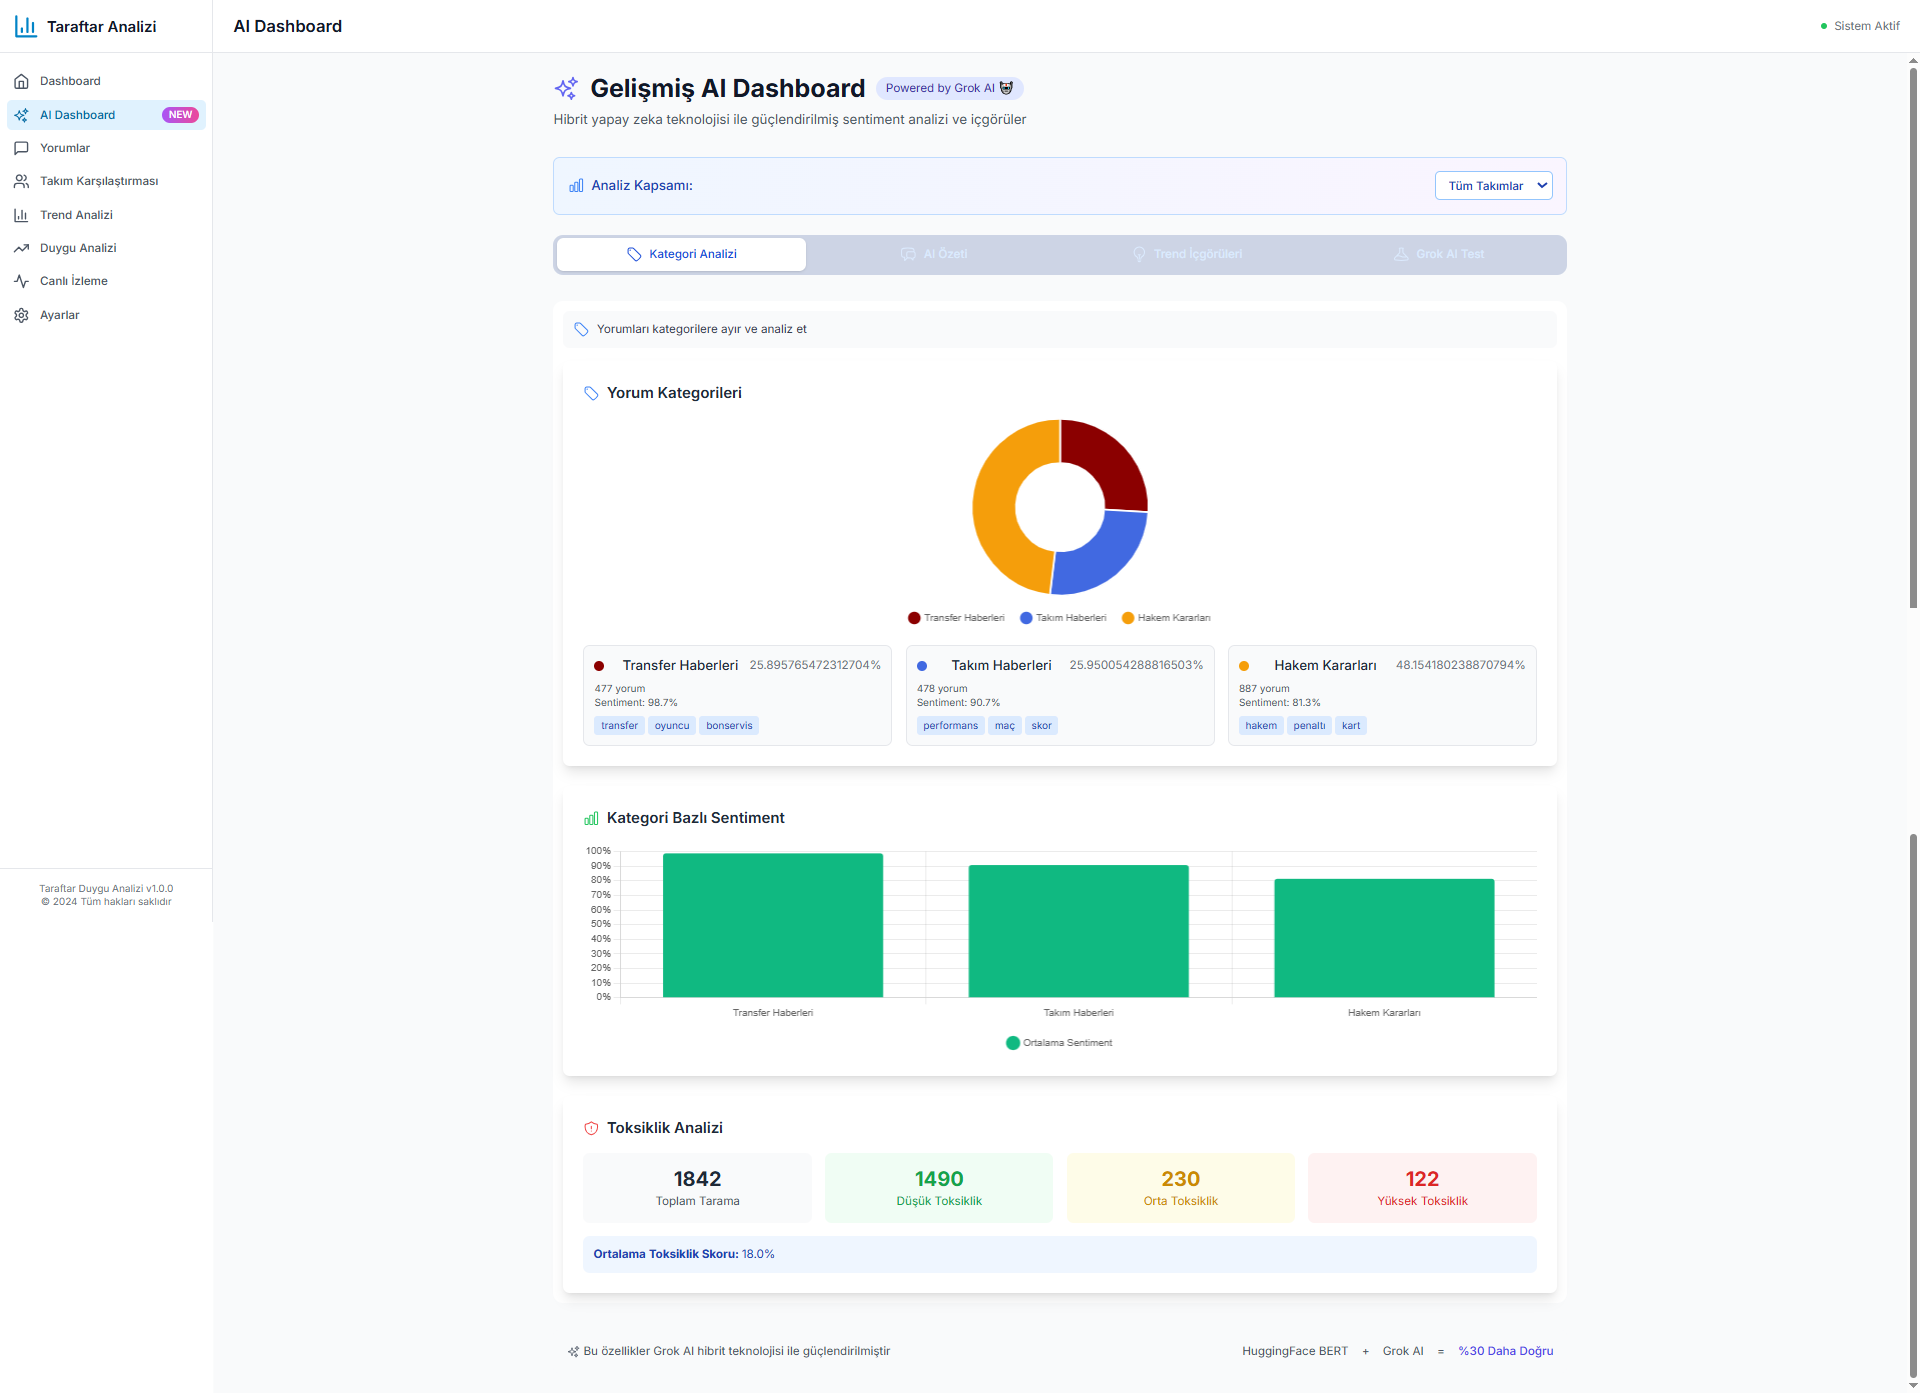 Taraftar Analizi
AI Dashboard
Sistem Aktif
Dashboard
AI Dashboard NEW
Yorumlar
Takım Karşılaştırması
Trend Analizi
Duygu Analizi
Canlı İzleme
Ayarlar
Taraftar Duygu Analizi v1.0.0
© 2024 Tüm hakları saklıdır
Gelişmiş AI Dashboard
Powered by Grok AI
Hibrit yapay zeka teknolojisi ile güçlendirilmiş sentiment analizi ve içgörüler
Analiz Kapsamı:
Tüm Takımlar
Kategori Analizi
AI Özeti
Trend İçgörüleri
Grok AI Test
Yorumları kategorilere ayır ve analiz et
Yorum Kategorileri
Transfer Haberleri Takım Haberleri Hakem Kararları
Transfer Haberleri 25.895765472312704%
477 yorum
Sentiment: 98.7%
transfer oyuncu bonservis
Takım Haberleri 25.950054288816503%
478 yorum
Sentiment: 90.7%
performans maç skor
Hakem Kararları 48.154180238870794%
887 yorum
Sentiment: 81.3%
hakem penaltı kart
Kategori Bazlı Sentiment
100%
90%
80%
70%
60%
50%
40%
30%
20%
10%
0%
Transfer Haberleri Takım Haberleri Hakem Kararları
Ortalama Sentiment
Toksiklik Analizi
1842
Toplam Tarama
1490
Düşük Toksiklik
230
Orta Toksiklik
122
Yüksek Toksiklik
Ortalama Toksiklik Skoru: 18.0%
Bu özellikler Grok AI hibrit teknolojisi ile güçlendirilmiştir
HuggingFace BERT + Grok AI = %30 Daha Doğru